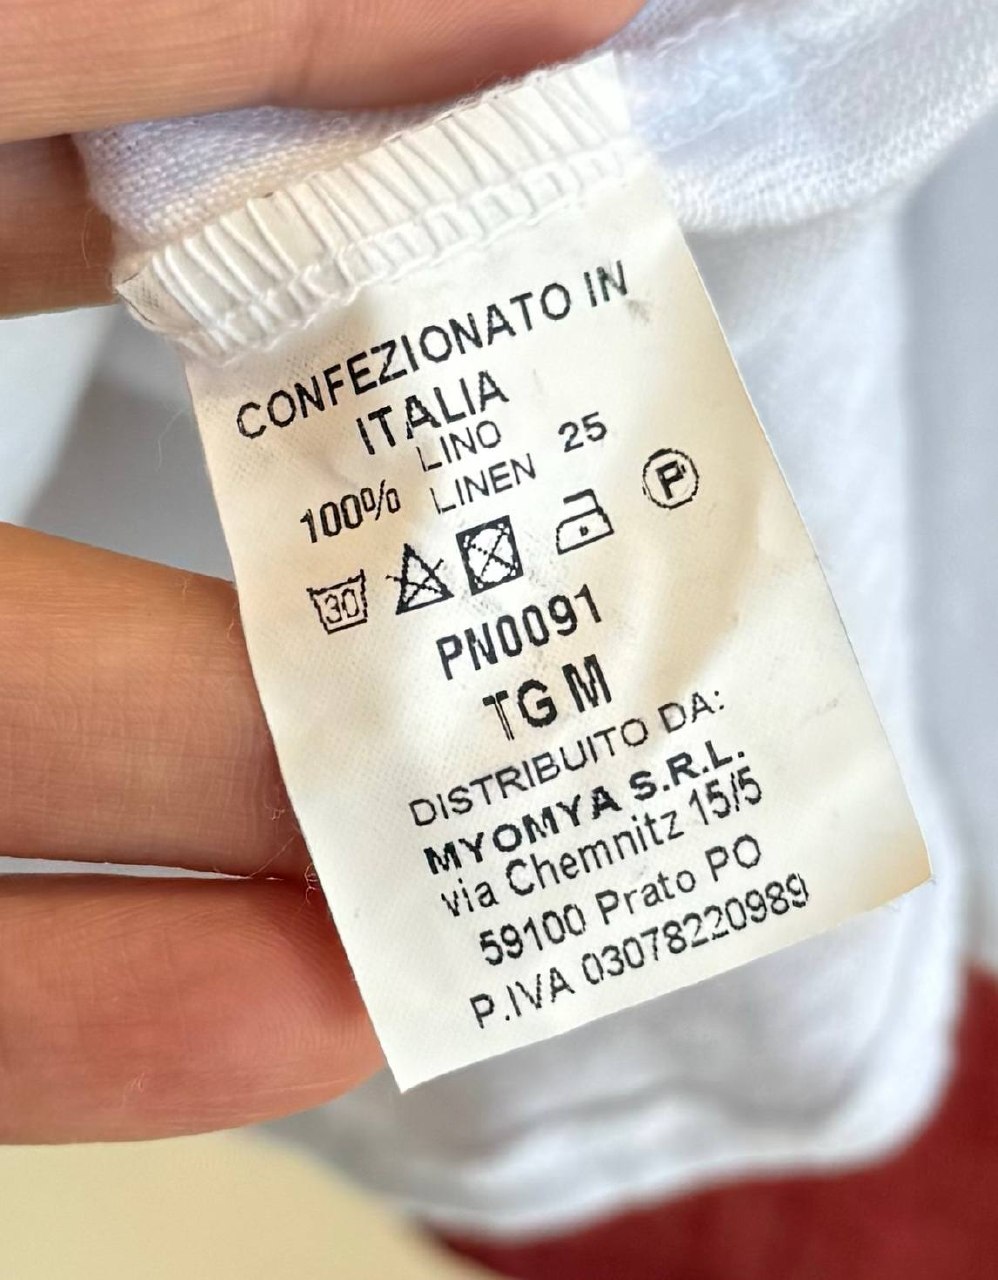 CONFEZIONATO IN
ITALIA
LINO 25
100% LINEN
P
30
PN0091
TG M
DISTRIBUITO DA:
MYOMYA S.R.L.
via Chemnitz 15/5
59100 Prato PO
P.IVA 03078220989